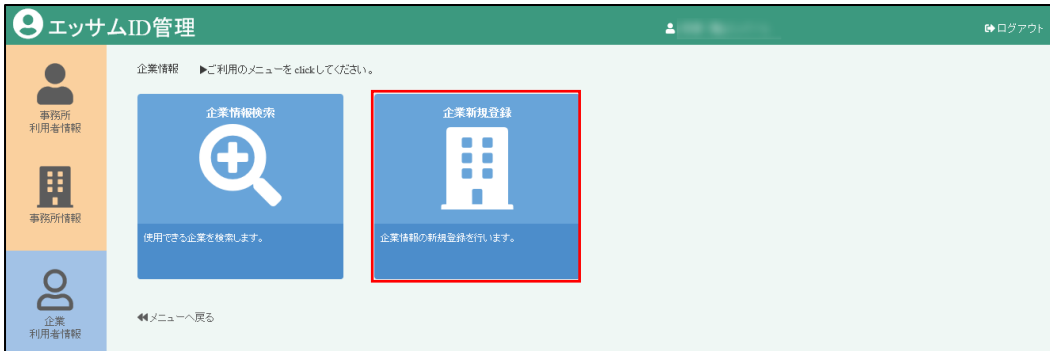 エッサムID管理
ログアウト
事務所
利用者情報
事務所情報
企業
利用者情報
企業情報 ▶ご利用のメニューを clickしてください。
企業情報検索
使用できる企業を検索します。
企業新規登録
企業情報の新規登録を行います。
メニューへ戻る